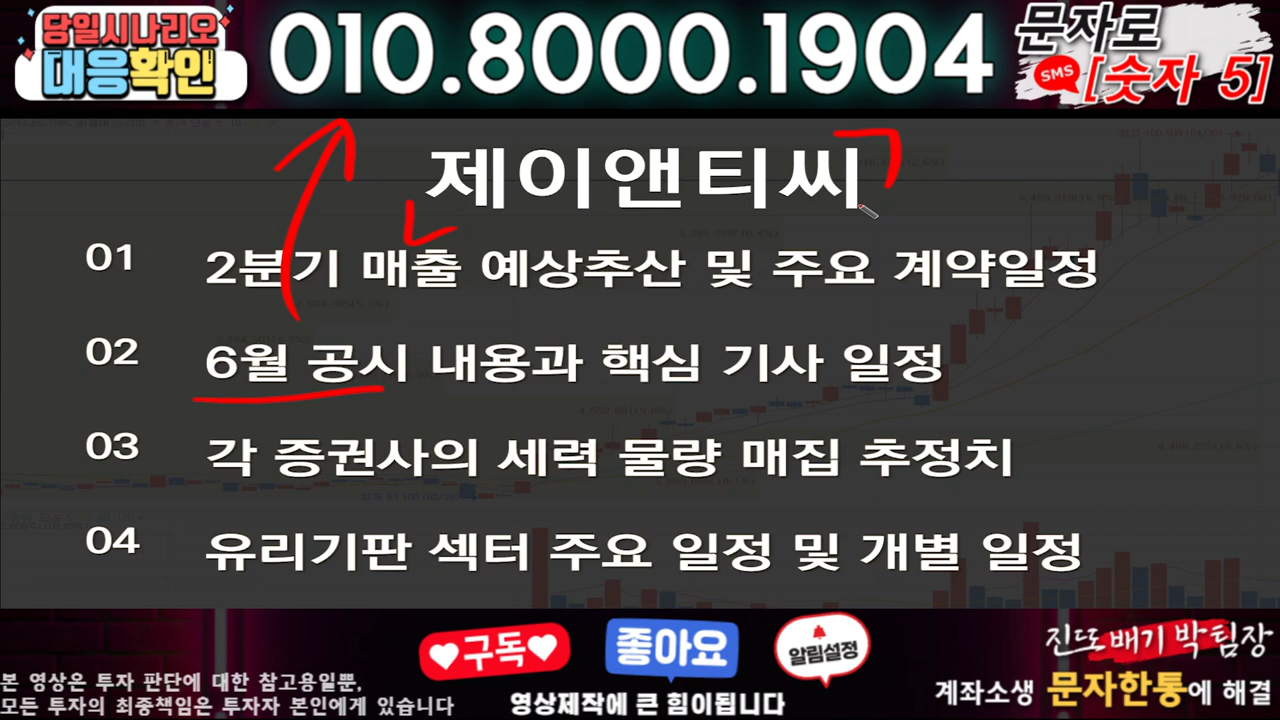 당일시나리오
대응확인
010.8000.1904
문자로
SMS
[숫자 5]
제이앤티씨
01
2분기 매출 예상추산 및 주요 계약일정
02
6월 공시 내용과 핵심 기사 일정
03
각 증권사의 세력 물량 매집 추정치
04
유리기판 섹터 주요 일정 및 개별 일정
구독
좋아요
알림설정
진또배기 박팀장
본 영상은 투자 판단에 대한 참고용일뿐,
모든 투자의 최종책임은 투자자 본인에게 있습니다
영상제작에 큰 힘이됩니다
계좌소생 문자한통에 해결